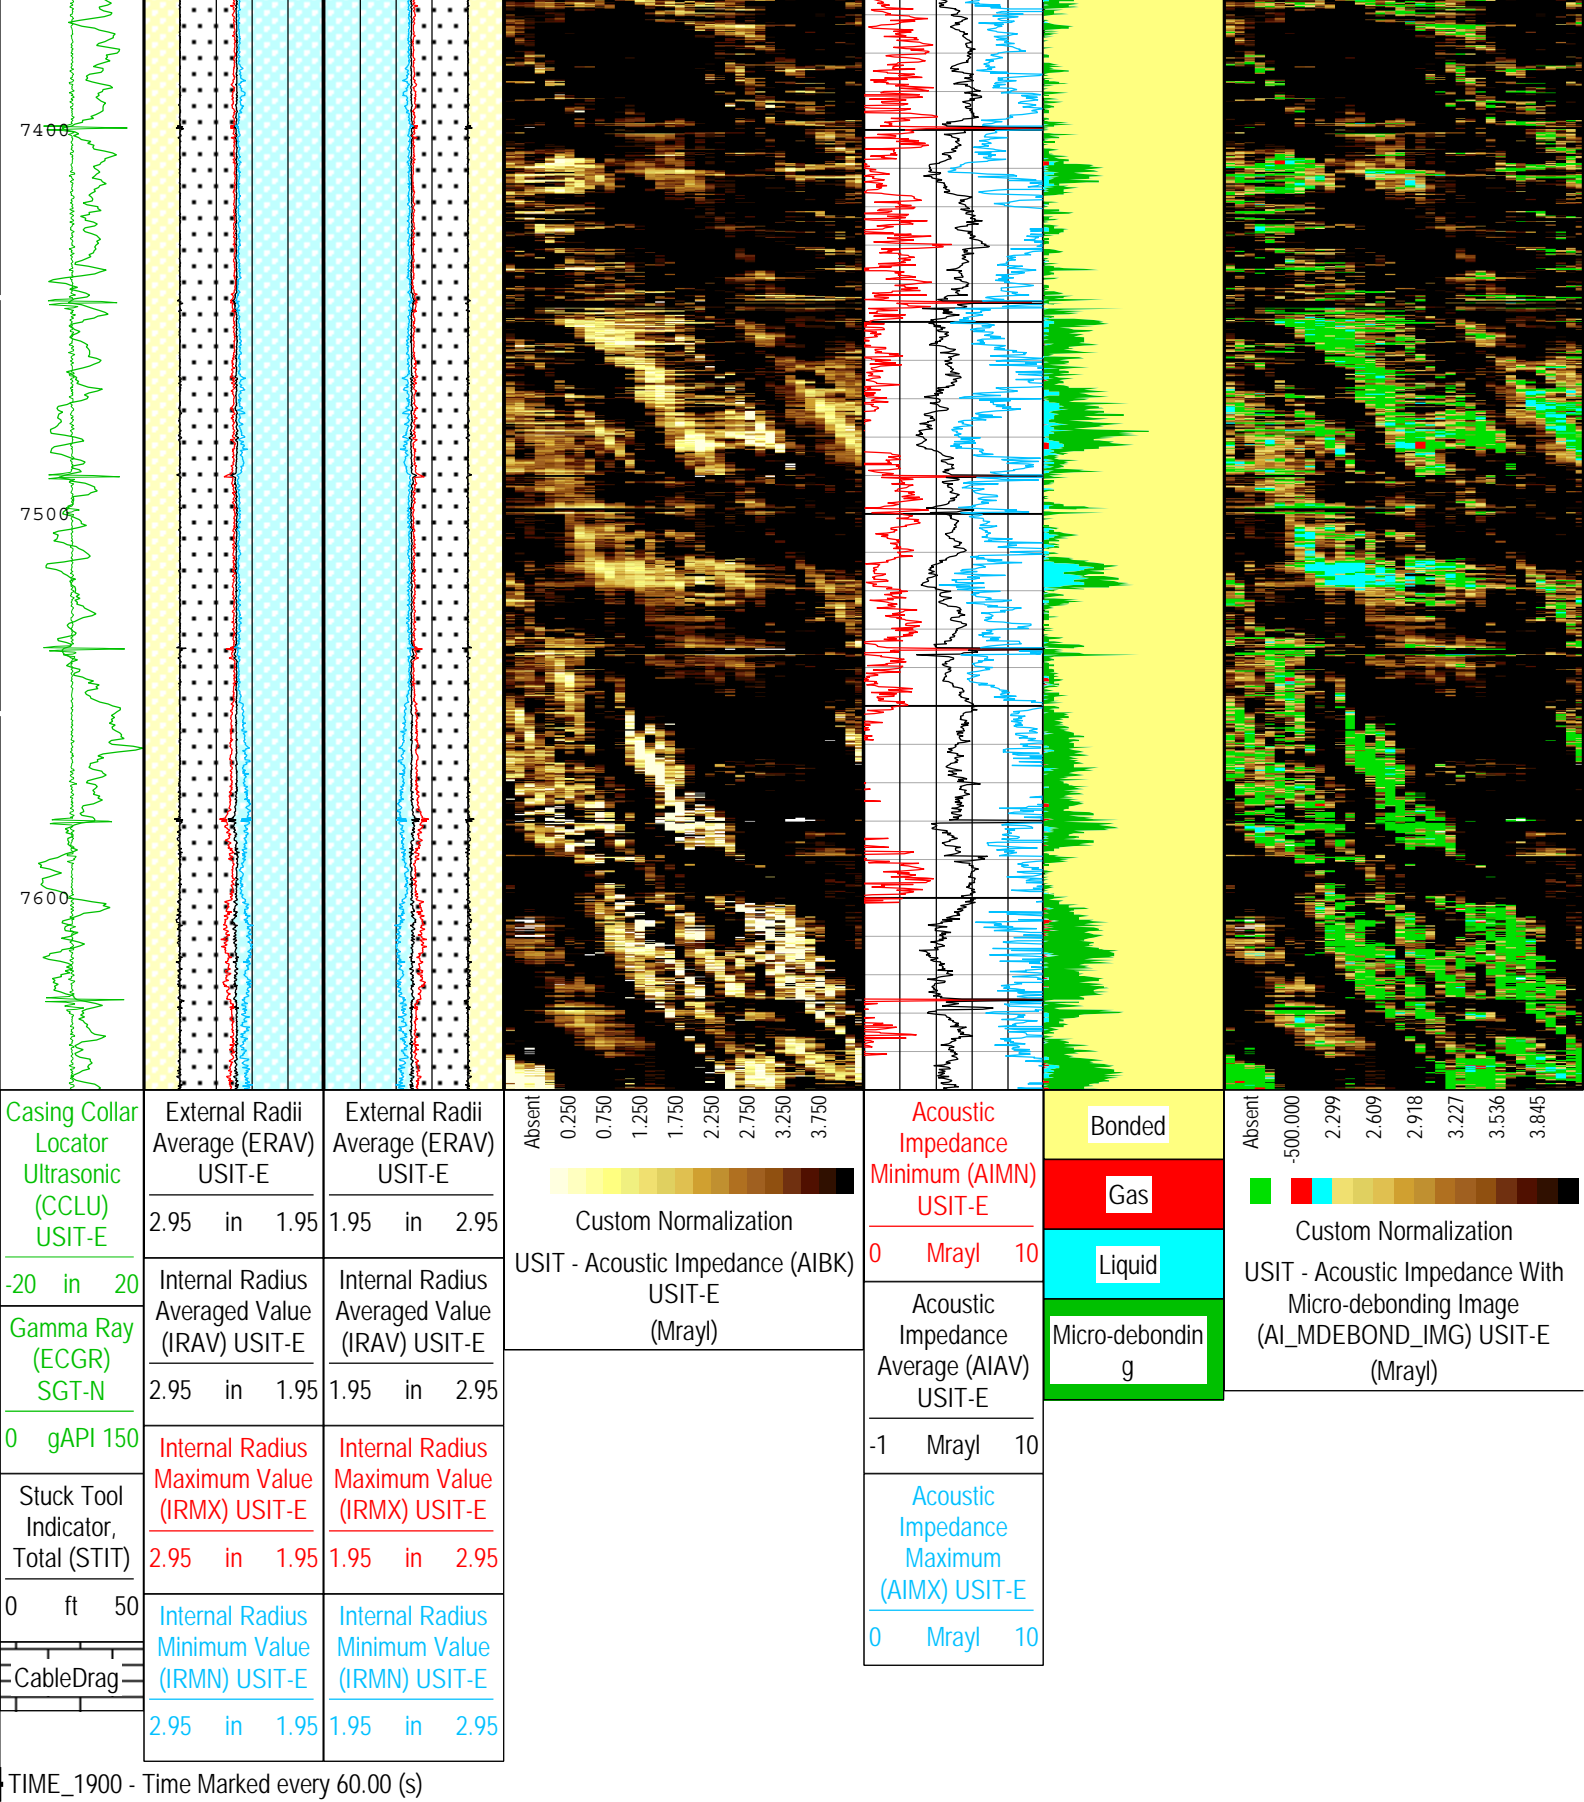 7400
7500
7600
Casing Collar
Locator
Ultrasonic
(CCLU)
USIT-E
-20 in 20
Gamma Ray
(ECGR)
SGT-N
0 gAPI 150
Stuck Tool
Indicator,
Total (STIT)
0 ft 50
CableDrag
External Radii
Average (ERAV)
USIT-E
2.95 in 1.95
Internal Radius
Averaged Value
(IRAV) USIT-E
2.95 in 1.95
Internal Radius
Maximum Value
(IRMX) USIT-E
2.95 in 1.95
Internal Radius
Minimum Value
(IRMN) USIT-E
2.95 in 1.95
External Radii
Average (ERAV)
USIT-E
1.95 in 2.95
Internal Radius
Averaged Value
(IRAV) USIT-E
1.95 in 2.95
Internal Radius
Maximum Value
(IRMX) USIT-E
1.95 in 2.95
Internal Radius
Minimum Value
(IRMN) USIT-E
1.95 in 2.95
Absent
0.250
0.750
1.250
1.750
2.250
2.750
3.250
3.750
Custom Normalization
USIT - Acoustic Impedance (AIBK)
USIT-E
(Mrayl)
Acoustic
Impedance
Minimum (AIMN)
USIT-E
0 Mrayl 10
Acoustic
Impedance
Average (AIAV)
USIT-E
-1 Mrayl 10
Acoustic
Impedance
Maximum
(AIMX) USIT-E
0 Mrayl 10
Bonded
Gas
Liquid
Micro-debondin
g
Absent
-500.000
2.299
2.609
2.918
3.227
3.536
3.845
Custom Normalization
USIT - Acoustic Impedance With
Micro-debonding Image
(AI_MDEBOND_IMG) USIT-E
(Mrayl)
TIME_1900 - Time Marked every 60.00 (s)